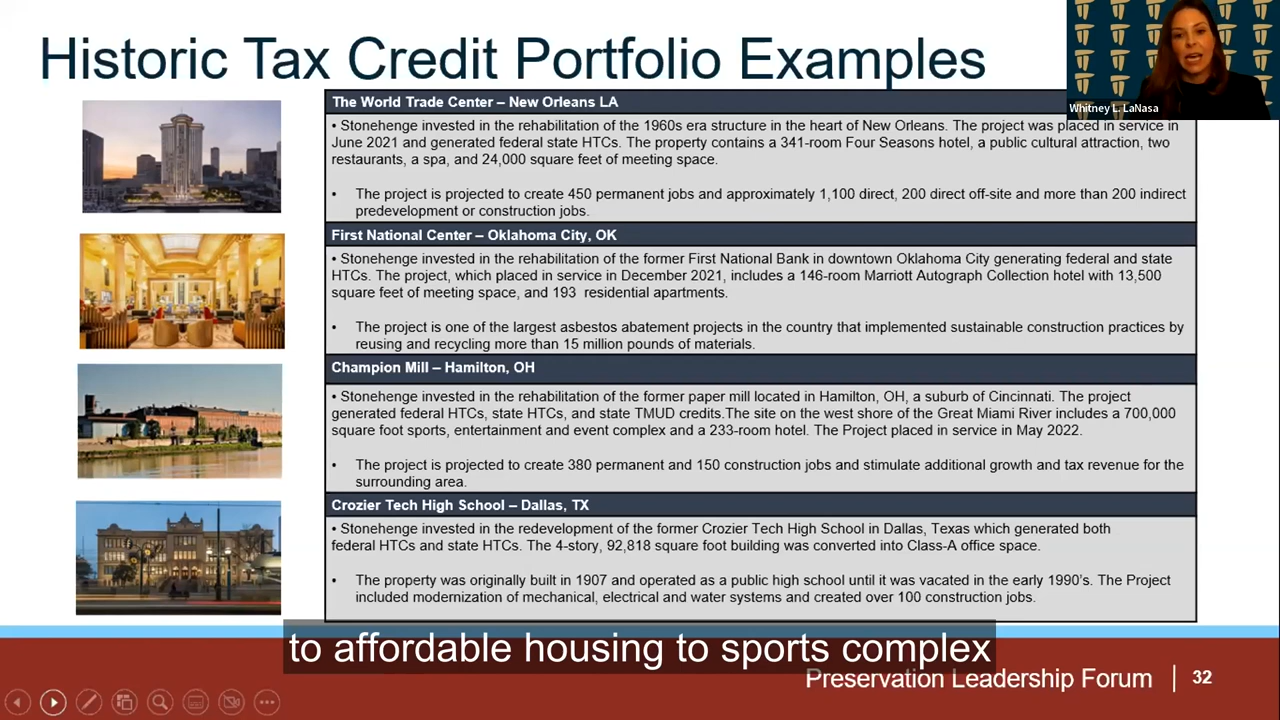 Historic Tax Credit Portfolio Examples
Whitney L. LaNasa
The World Trade Center – New Orleans LA
• Stonehenge invested in the rehabilitation of the 1960s era structure in the heart of New Orleans. The project was placed in service in
June 2021 and generated federal state HTCs. The property contains a 341-room Four Seasons hotel, a public cultural attraction, two
restaurants, a spa, and 24,000 square feet of meeting space.
• The project is projected to create 450 permanent jobs and approximately 1,100 direct, 200 direct off-site and more than 200 indirect
predevelopment or construction jobs.
First National Center – Oklahoma City, OK
• Stonehenge invested in the rehabilitation of the former First National Bank in downtown Oklahoma City generating federal and state
HTCs. The project, which placed in service in December 2021, includes a 146-room Marriott Autograph Collection hotel with 13,500
square feet of meeting space, and 193 residential apartments.
• The project is one of the largest asbestos abatement projects in the country that implemented sustainable construction practices by
reusing and recycling more than 15 million pounds of materials.
Champion Mill – Hamilton, OH
• Stonehenge invested in the rehabilitation of the former paper mill located in Hamilton, OH, a suburb of Cincinnati. The project
generated federal HTCs, state HTCs, and state TMUD credits.The site on the west shore of the Great Miami River includes a 700,000
square foot sports, entertainment and event complex and a 233-room hotel. The Project placed in service in May 2022.
• The project is projected to create 380 permanent and 150 construction jobs and stimulate additional growth and tax revenue for the
surrounding area.
Crozier Tech High School – Dallas, TX
• Stonehenge invested in the redevelopment of the former Crozier Tech High School in Dallas, Texas which generated both
federal HTCs and state HTCs. The 4-story, 92,818 square foot building was converted into Class-A office space.
• The property was originally built in 1907 and operated as a public high school until it was vacated in the early 1990's. The Project
included modernization of mechanical, electrical and water systems and created over 100 construction jobs.
to affordable housing to sports complex
Preservation Leadership Forum | 32